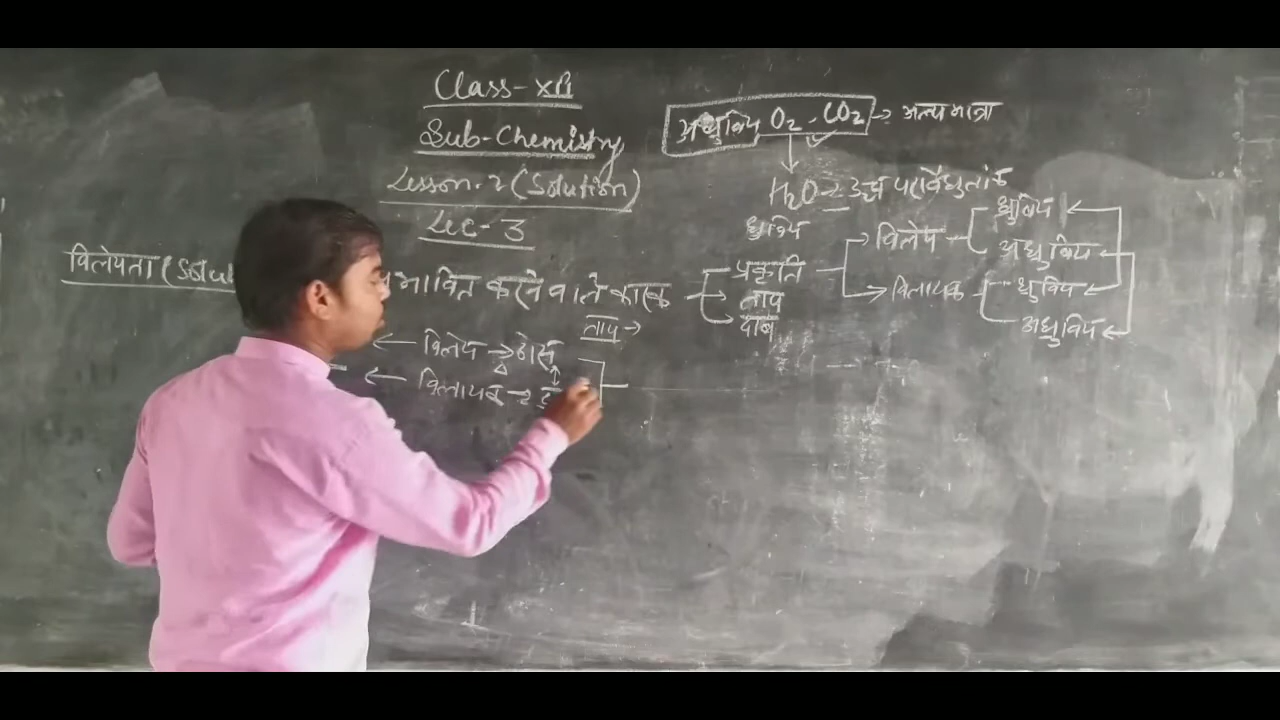 Class-XII
Sub-Chemistry
Lesson-2 (Solution)
Lec-3
अध्रुविय O₂, CO₂ → अल्प मात्रा
H₂O = उच्च परावैधुतांक
ध्रुविय
विलेयता (Solub
प्रभावित करने वाले कारक
प्रकृति
ताप
दाब
विलेय
ध्रुविय
अध्रुविय
विलायक
ध्रुविय
अध्रुविय
ताप →
← विलेय → ठोस
← विलायक →